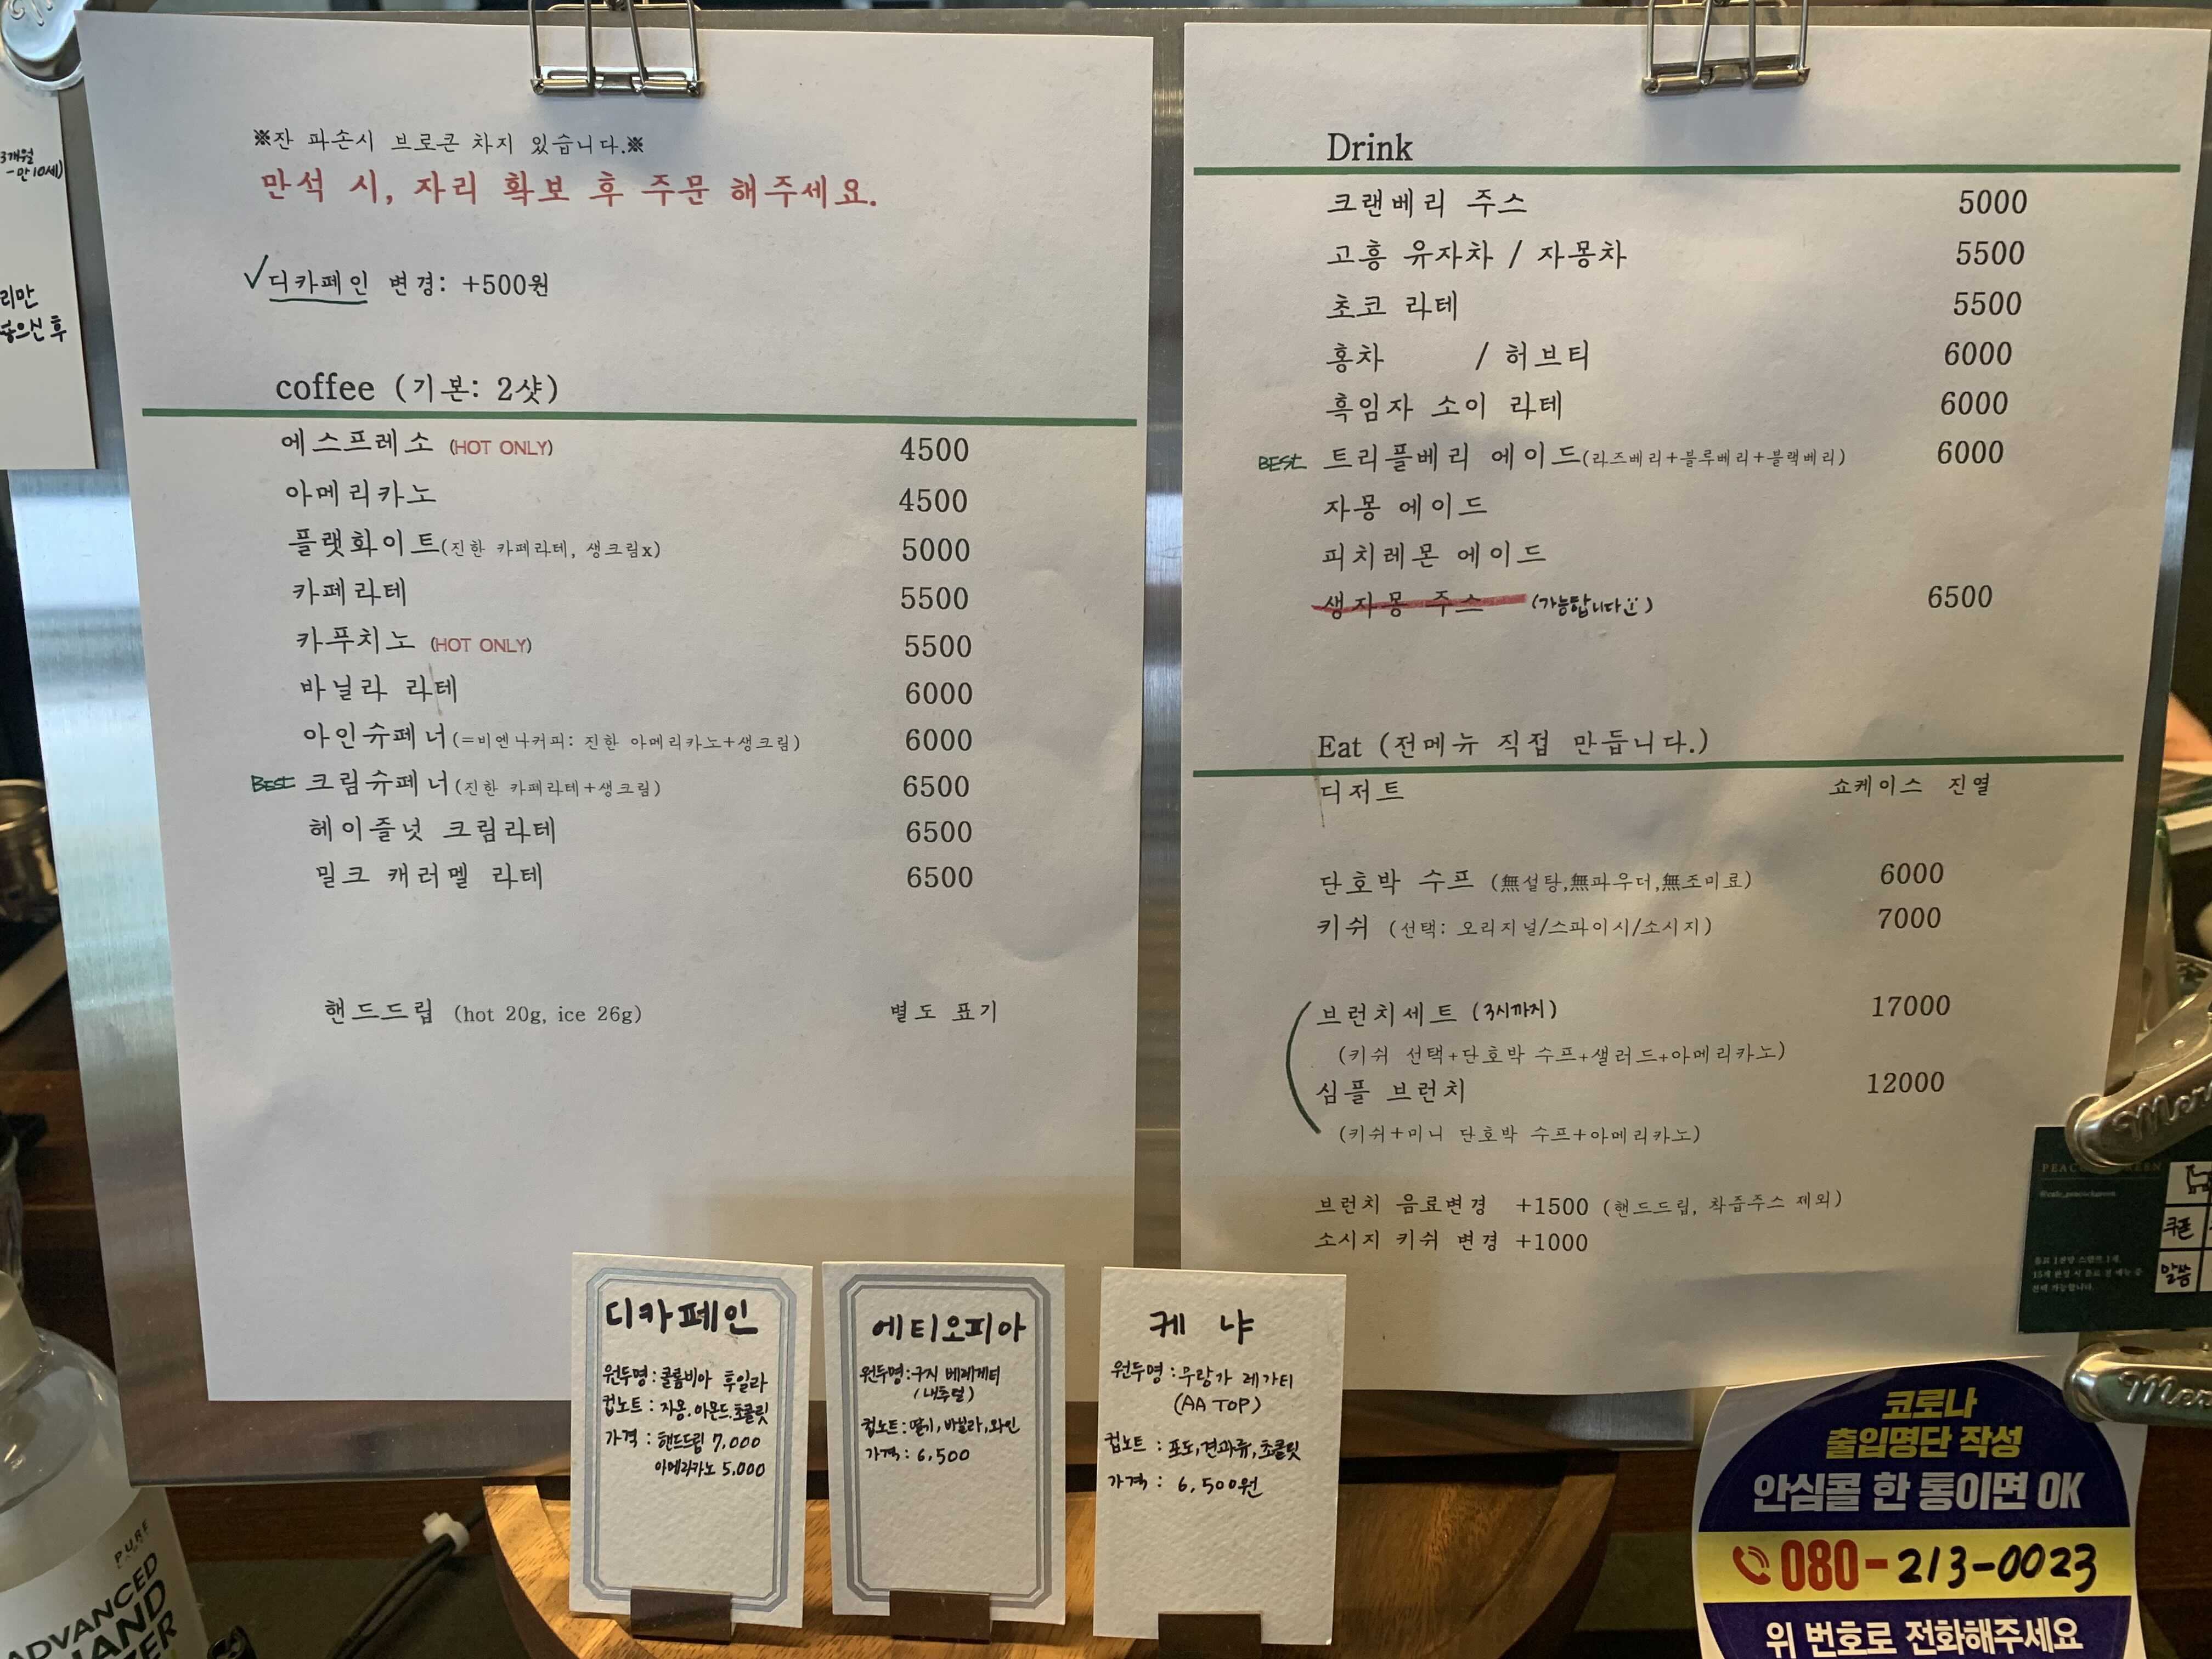 3개월
-만10세)
리만
※잔 파손시 브로큰 차지 있습니다.※
만석 시, 자리 확보 후 주문 해주세요.
✓디카페인 변경: +500원
coffee (기본: 2샷)
에스프레소 (HOT ONLY) 4500
아메리카노 4500
플랫화이트(진한 카페라테, 생크림x) 5000
카페라테 5500
카푸치노 (HOT ONLY) 5500
바닐라 라테 6000
아인슈페너(=비엔나커피: 진한 아메리카노+생크림) 6000
BEST 크림슈페너(진한 카페라테+생크림) 6500
헤이즐넛 크림라테 6500
밀크 캐러멜 라테 6500
핸드드립 (hot 20g, ice 26g) 별도 표기
Drink
크랜베리 주스 5000
고흥 유자차 / 자몽차 5500
초코 라테 5500
홍차 / 허브티 6000
흑임자 소이 라테 6000
BEST 트리플베리 에이드(라즈베리+블루베리+블랙베리) 6000
자몽 에이드
피치레몬 에이드
생자몽 주스 6500
Eat (전메뉴 직접 만듭니다.)
디저트 쇼케이스 진열
단호박 수프 (無설탕,無파우더,無조미료) 6000
키쉬 (선택: 오리지널/스파이시/소시지) 7000
브런치세트 (3시까지) 17000
(키쉬 선택+단호박 수프+샐러드+아메리카노)
심플 브런치 12000
(키쉬+미니 단호박 수프+아메리카노)
브런치 음료변경 +1500 (핸드드립, 착즙주스 제외)
소시지 키쉬 변경 +1000
디카페인
원두명: 콜롬비아 후일라
컵노트: 자몽.아몬드.초콜릿
가격: 핸드드립 7,000
아메리카노 5,000
에티오피아
원두명: 구지 베레게터
(내추럴)
컵노트: 딸기, 바닐라, 와인
가격: 6,500
케냐
원두명: 무랑가 레가티
(AA TOP)
컵노트: 포도, 견과류, 초콜릿
가격: 6,500원
쿠폰
말씀
코로나
출입명단 작성
안심콜 한 통이면 OK
080-213-0023
위 번호로 전화해주세요
PURE
ADVANCED
HAND